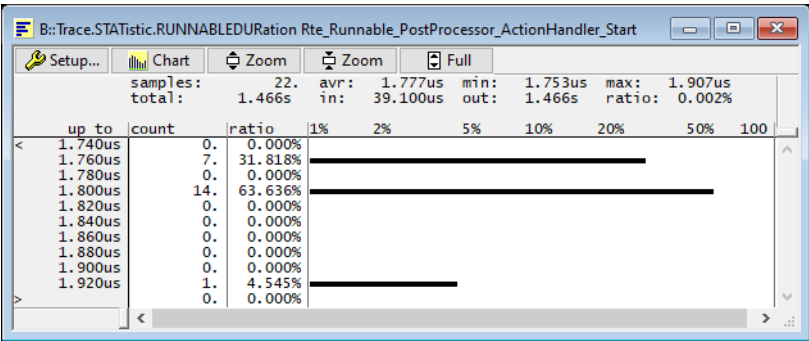 B::Trace.STATistic.RUNNABLEDURation Rte_Runnable_PostProcessor_ActionHandler_Start
Setup... Chart Zoom Zoom Full
samples: 22. avr: 1.777us min: 1.753us max: 1.907us
total: 1.466s in: 39.100us out: 1.466s ratio: 0.002%
up to count ratio 1% 2% 5% 10% 20% 50% 100
< 1.740us 0. 0.000%
1.760us 7. 31.818%
1.780us 0. 0.000%
1.800us 14. 63.636%
1.820us 0. 0.000%
1.840us 0. 0.000%
1.860us 0. 0.000%
1.880us 0. 0.000%
1.900us 0. 0.000%
1.920us 1. 4.545%
> 0. 0.000%